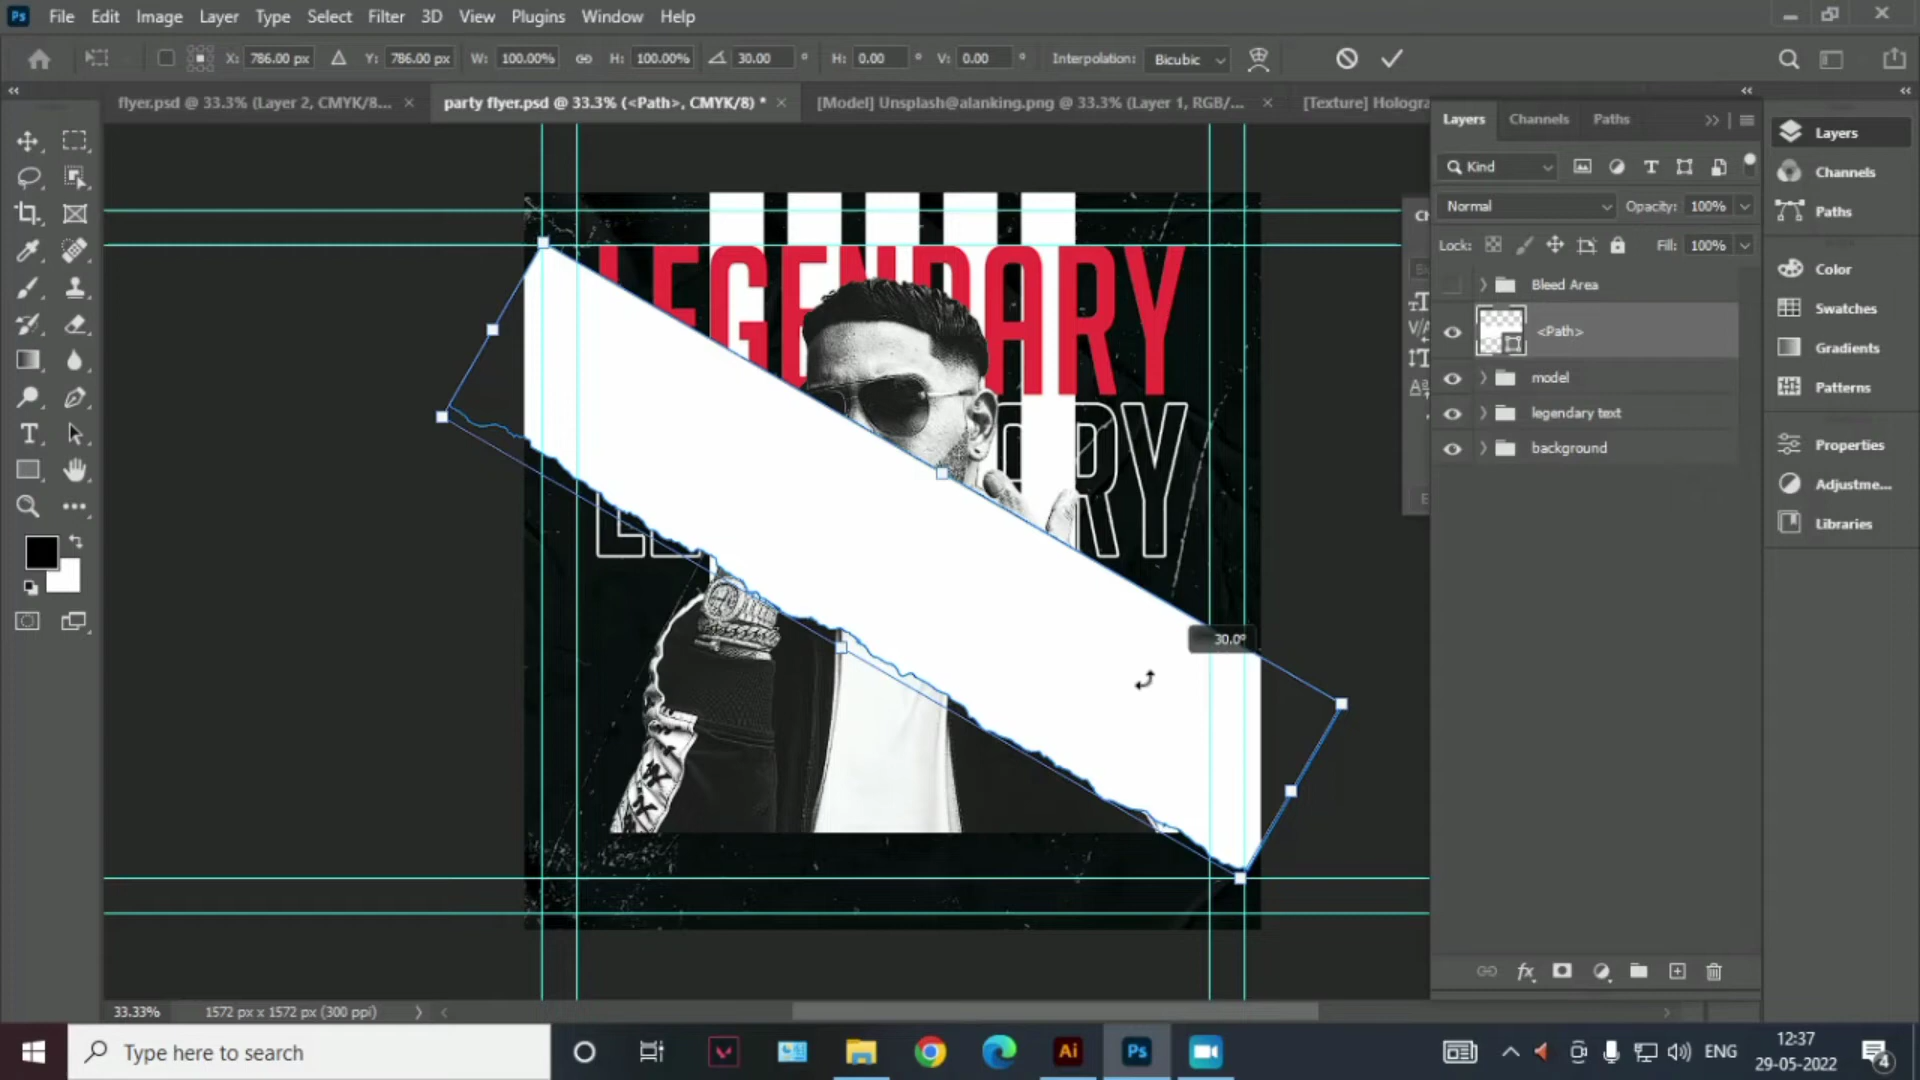 File Edit Image Layer Type Select Filter 3D View Plugins Window Help
X: 786.00 px Y: 786.00 px W: 100.00% H: 100.00% 30.00 ° H: 0.00 ° V: 0.00 ° Interpolation: Bicubic
flyer.psd @ 33.3% (Layer 2, CMYK/8... × party flyer.psd @ 33.3% (<Path>, CMYK/8) * × [Model] Unsplash@alanking.png @ 33.3% (Layer 1, RGB/... × [Texture] Hologra
Layers Channels Paths
Kind
Normal Opacity: 100%
Lock: Fill: 100%
Bleed Area
<Path>
model
legendary text
background
Layers
Channels
Paths
Color
Swatches
Gradients
Patterns
Properties
Adjustme...
Libraries
LEGENDARY
30.0°
33.33% 1572 px x 1572 px (300 ppi)
Type here to search
Ai Ps
ENG
12:37
29-05-2022
4